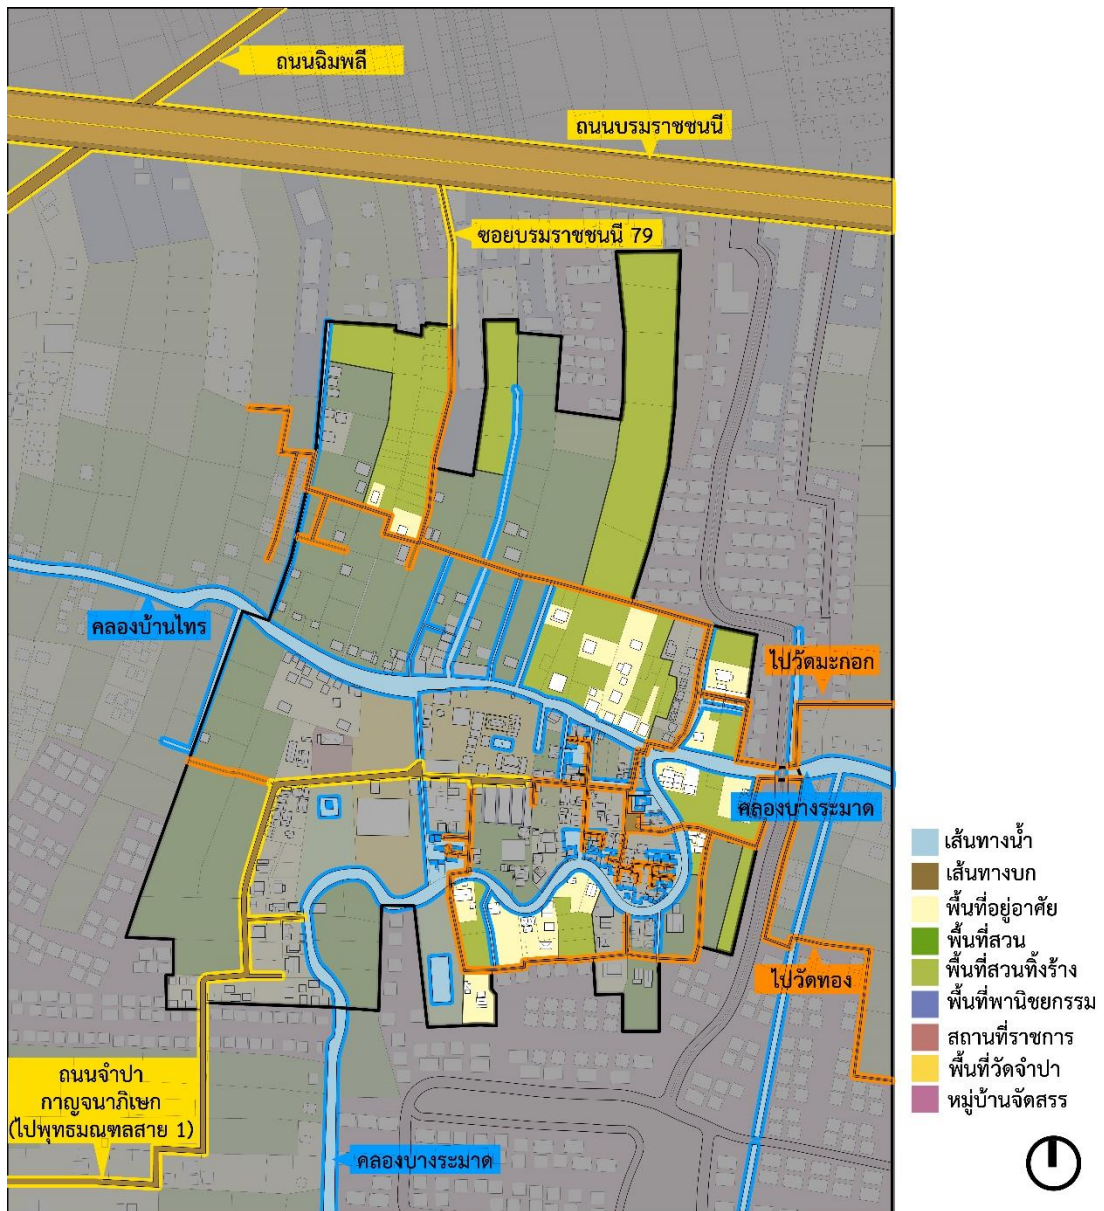 ถนนฉิมพลี
ถนนบรมราชชนนี
ซอยบรมราชชนนี 79
คลองบ้านไทร
ไปวัดมะกอก
คลองบางระมาด
ไปวัดทอง
ถนนจำปา
กาญจนาภิเษก
(ไปพุทธมณฑลสาย 1)
คลองบางระมาด
เส้นทางน้ำ
เส้นทางบก
พื้นที่อยู่อาศัย
พื้นที่สวน
พื้นที่สวนทิ้งร้าง
พื้นที่พานิชยกรรม
สถานที่ราชการ
พื้นที่วัดจำปา
หมู่บ้านจัดสรร